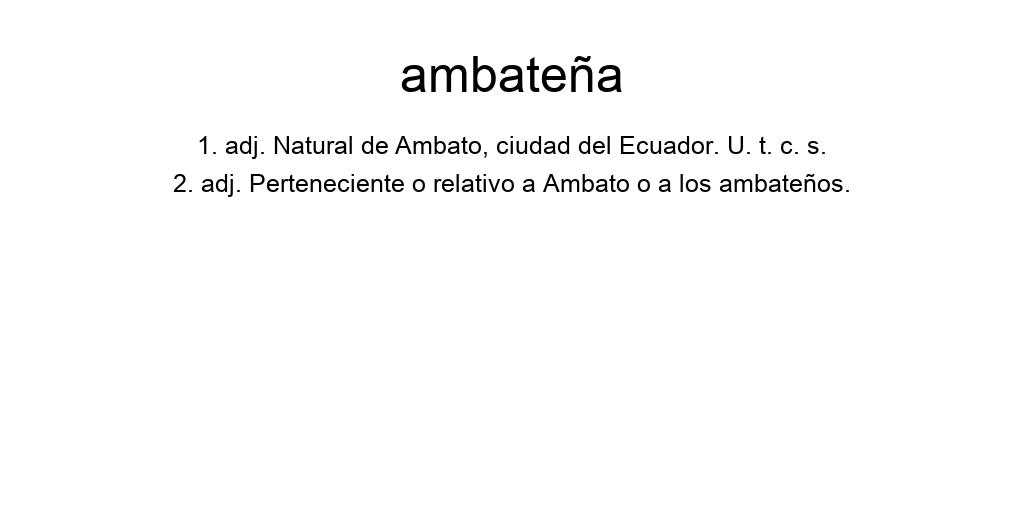 ambateña
1. adj. Natural de Ambato, ciudad del Ecuador. U. t. c. s.
2. adj. Perteneciente o relativo a Ambato o a los ambateños.